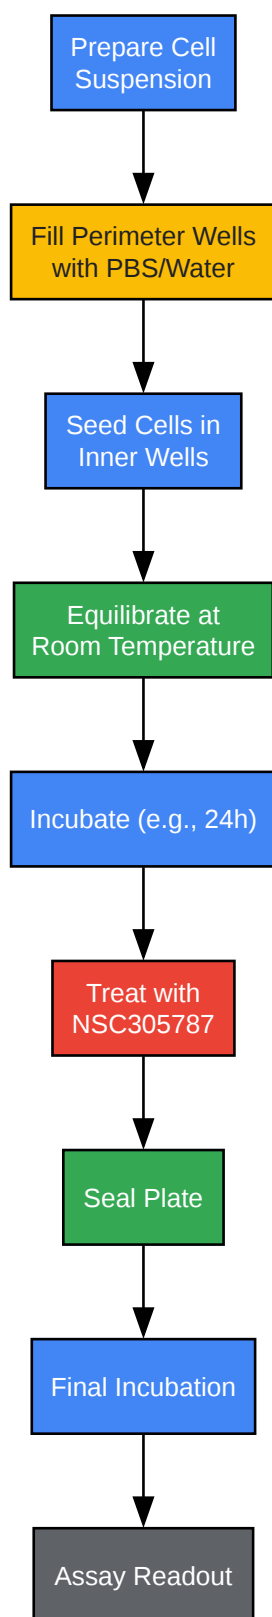 Prepare Cell
Suspension
Fill Perimeter Wells
with PBS/Water
Seed Cells in
Inner Wells
Equilibrate at
Room Temperature
Incubate (e.g., 24h)
Treat with
NSC305787
Seal Plate
Final Incubation
Assay Readout